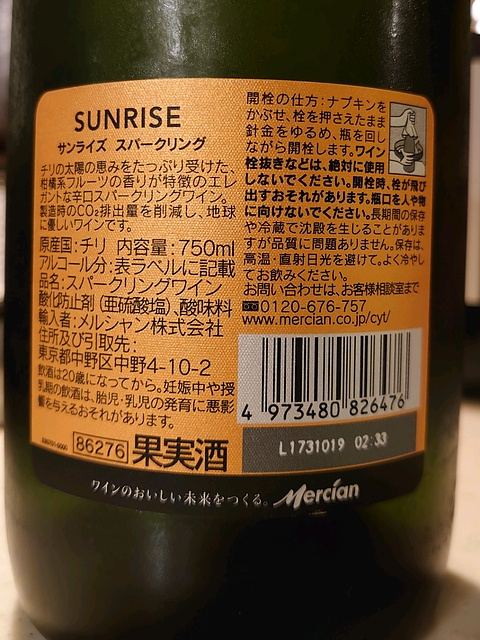 SUNRISE
サンライズ スパークリング
チリの太陽の恵みをたっぷり受けた、
柑橘系フルーツの香りが特徴のエレ
ガントな辛口スパークリングワイン。
製造時のCO₂排出量を削減し、地球
に優しいワインです。
原産国:チリ 内容量:750ml
アルコール分:表ラベルに記載
品名:スパークリングワイン
酸化防止剤(亜硫酸塩)、酸味料
輸入者:メルシャン株式会社
住所及び引取先:
東京都中野区中野4-10-2
飲酒は20歳になってから。妊娠中や授
乳期の飲酒は、胎児・乳児の発育に悪影
響を与えるおそれがあります。
86276 果実酒
開栓の仕方:ナプキンを
かぶせ、栓を押さえたまま
針金をゆるめ、瓶を回し
ながら開栓します。ワイン
栓抜きなどは、絶対に使用
しないでください。開栓時、栓が飛び
出すおそれがあります。瓶口を人や物
に向けないでください。長期間の保存
や冷蔵で沈殿を生じることがありま
すが品質に問題ありません。保存は、
高温・直射日光を避けて。よく冷やし
てお飲みください。
お問い合わせは、お客様相談室まで
0120-676-757
www.mercian.co.jp/cyt/
4 973480 826476
L1731019 02:33
ワインのおいしい未来をつくる。 Mercian